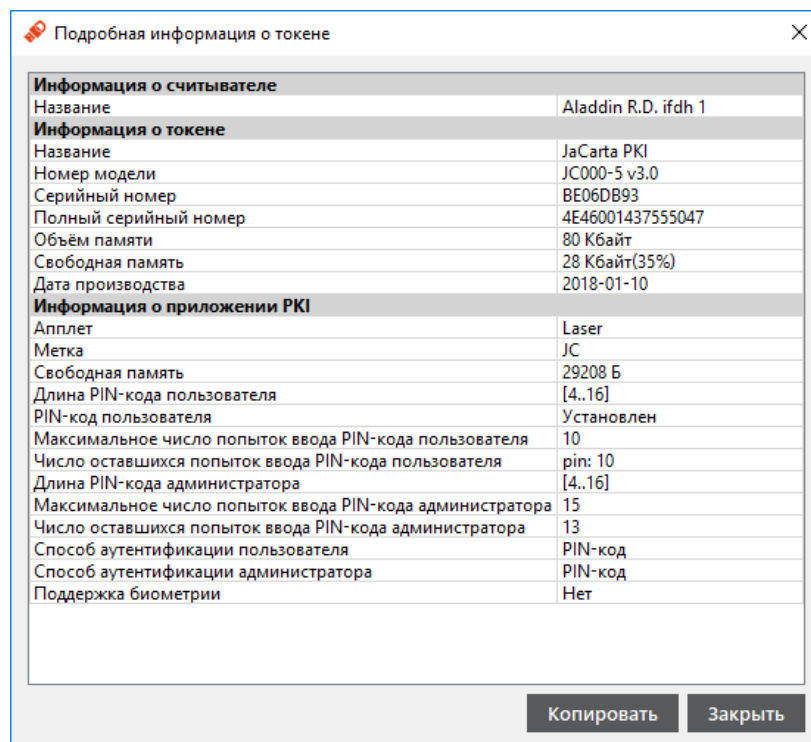 Подробная информация о токене
Информация о считывателе
Название Aladdin R.D. ifdh 1
Информация о токене
Название JaCarta PKI
Номер модели JC000-5 v3.0
Серийный номер BE06DB93
Полный серийный номер 4E46001437555047
Объём памяти 80 Кбайт
Свободная память 28 Кбайт(35%)
Дата производства 2018-01-10
Информация о приложении PKI
Апплет Laser
Метка JC
Свободная память 29208 Б
Длина PIN-кода пользователя [4..16]
PIN-код пользователя Установлен
Максимальное число попыток ввода PIN-кода пользователя 10
Число оставшихся попыток ввода PIN-кода пользователя pin: 10
Длина PIN-кода администратора [4..16]
Максимальное число попыток ввода PIN-кода администратора 15
Число оставшихся попыток ввода PIN-кода администратора 13
Способ аутентификации пользователя PIN-код
Способ аутентификации администратора PIN-код
Поддержка биометрии Нет
Копировать Закрыть